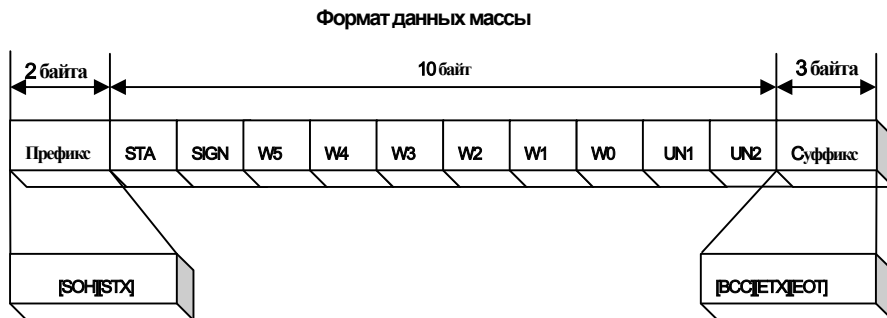 Формат данных массы
2 байта 10 байт 3 байта
Префикс STA SIGN W5 W4 W3 W2 W1 W0 UN1 UN2 Суффикс
[SOH][STX] [BCC][ETX][EOT]